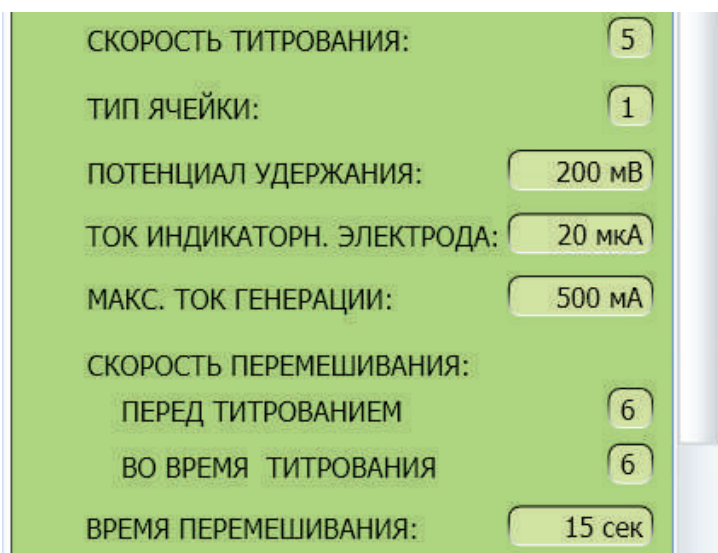 СКОРОСТЬ ТИТРОВАНИЯ: 5
ТИП ЯЧЕЙКИ: 1
ПОТЕНЦИАЛ УДЕРЖАНИЯ: 200 мВ
ТОК ИНДИКАТОРН. ЭЛЕКТРОДА: 20 мкА
МАКС. ТОК ГЕНЕРАЦИИ: 500 мА
СКОРОСТЬ ПЕРЕМЕШИВАНИЯ:
ПЕРЕД ТИТРОВАНИЕМ 6
ВО ВРЕМЯ ТИТРОВАНИЯ 6
ВРЕМЯ ПЕРЕМЕШИВАНИЯ: 15 сек